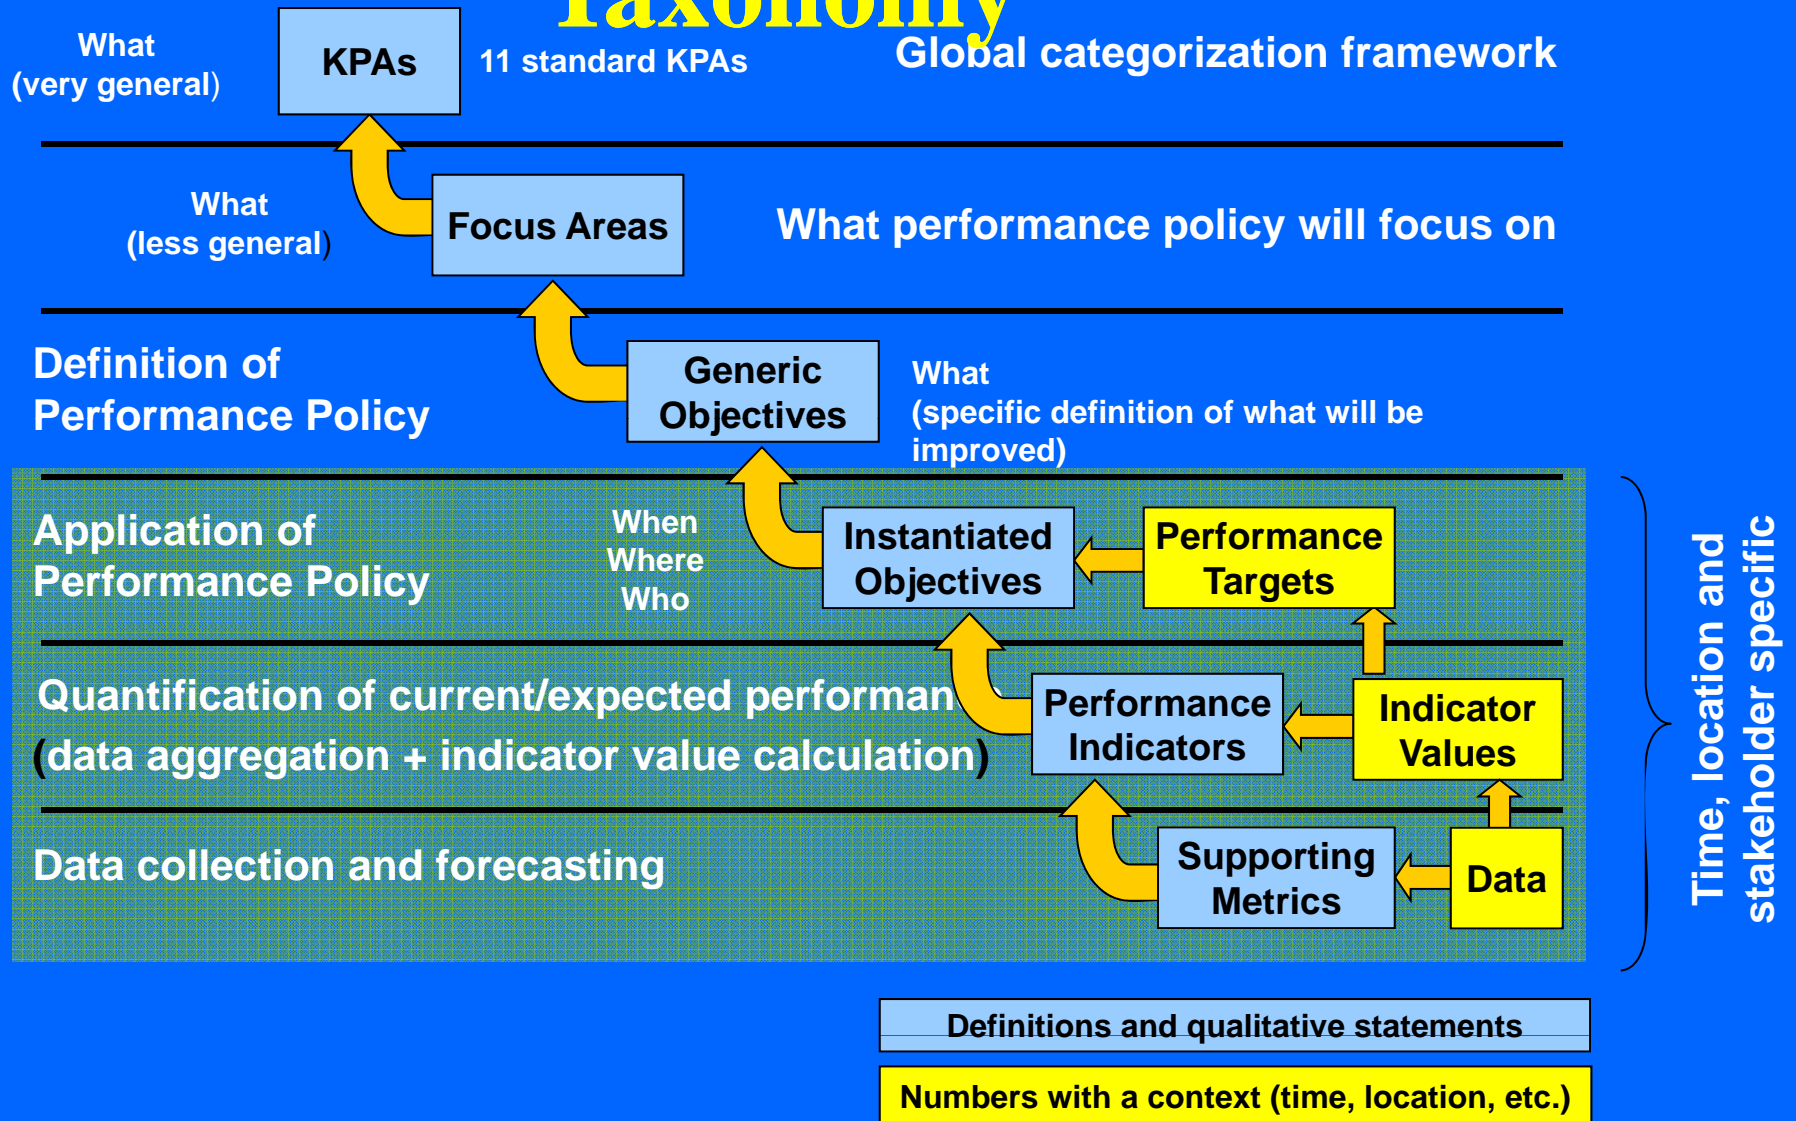 Taxonomy
What
(very general)
KPAs
11 standard KPAs
Global categorization framework
What
(less general)
Focus Areas
What performance policy will focus on
Definition of
Performance Policy
Generic
Objectives
What
(specific definition of what will be
improved)
Application of
Performance Policy
When
Where
Who
Instantiated
Objectives
Performance
Targets
Quantification of current/expected
(data aggregation + indicator value calculation)
Performance
Indicators
Indicator
Values
Data collection and forecasting
Supporting
Metrics
Data
Time, location and
stakeholder specific
Definitions and qualitative statements
Numbers with a context (time, location, etc.)